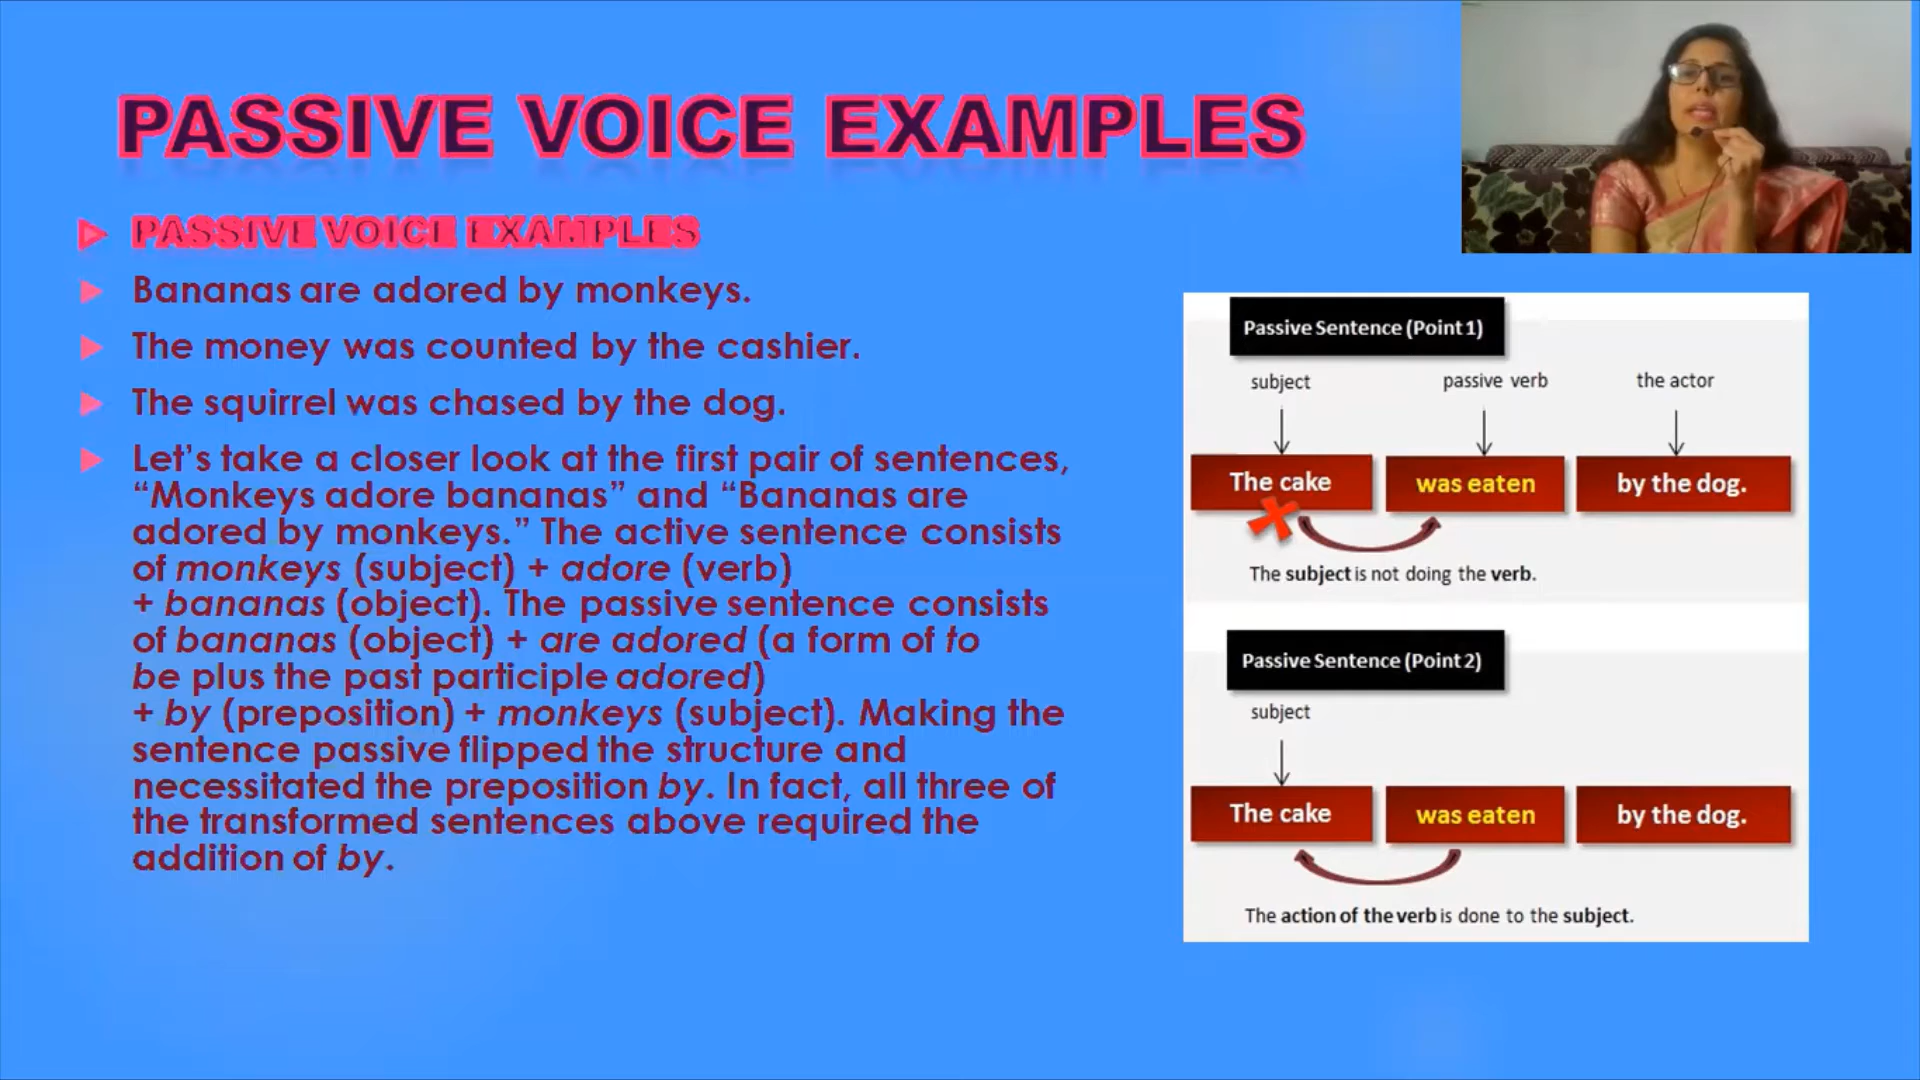 PASSIVE VOICE EXAMPLES
PASSIVE VOICE EXAMPLES
Bananas are adored by monkeys.
The money was counted by the cashier.
The squirrel was chased by the dog.
Let’s take a closer look at the first pair of sentences,
“Monkeys adore bananas” and “Bananas are
adored by monkeys.” The active sentence consists
of monkeys (subject) + adore (verb)
+ bananas (object). The passive sentence consists
of bananas (object) + are adored (a form of to
be plus the past participle adored)
+ by (preposition) + monkeys (subject). Making the
sentence passive flipped the structure and
necessitated the preposition by. In fact, all three of
the transformed sentences above required the
addition of by.
Passive Sentence (Point 1)
subject passive verb the actor
The cake was eaten by the dog.
The subject is not doing the verb.
Passive Sentence (Point 2)
subject
The cake was eaten by the dog.
The action of the verb is done to the subject.